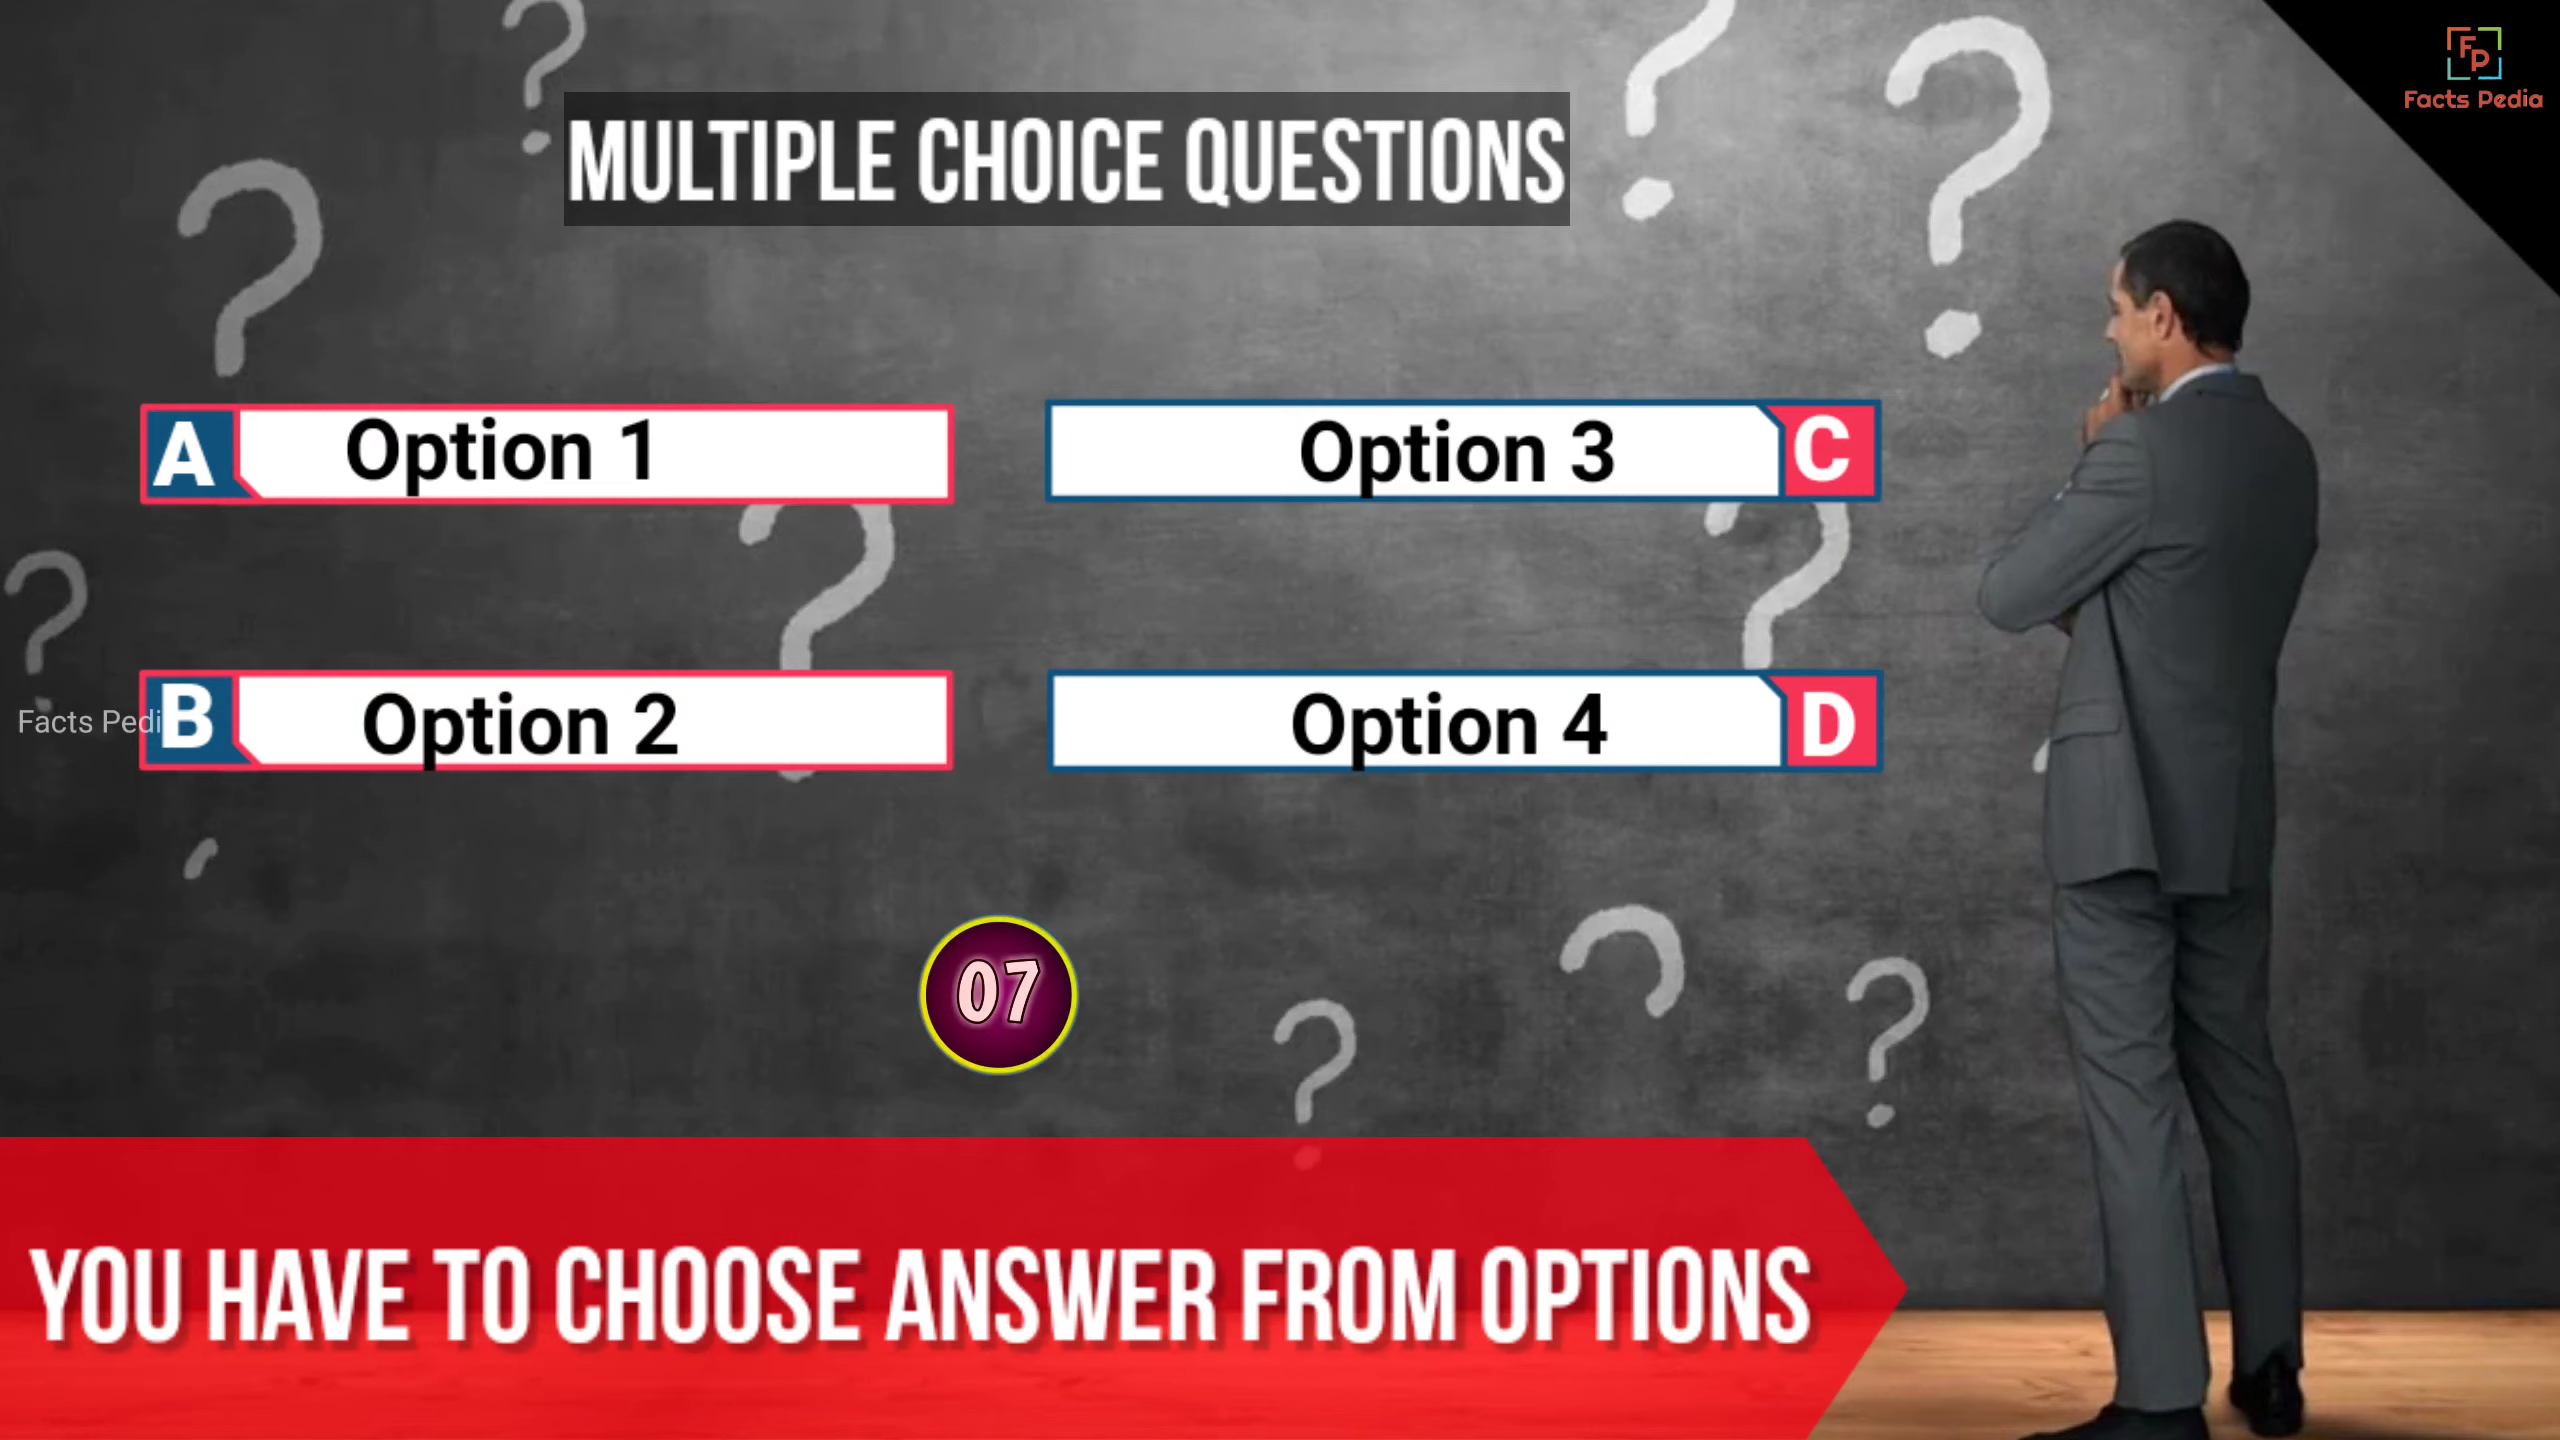 FP
Facts Pedia
MULTIPLE CHOICE QUESTIONS
A Option 1
Option 3 C
B Option 2
Option 4 D
Facts Pedi
07
YOU HAVE TO CHOOSE ANSWER FROM OPTIONS